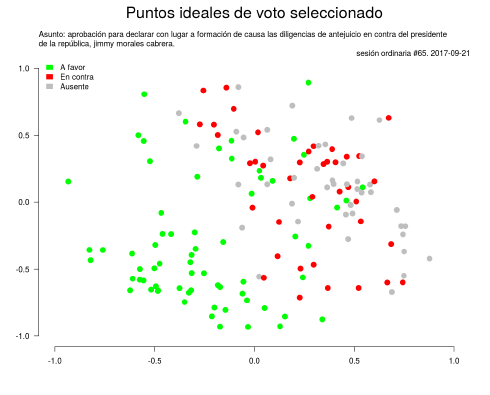 Puntos ideales de voto seleccionado
Asunto: aprobación para declarar con lugar a formación de causa las diligencias de antejuicio en contra del presidente
de la república, jimmy morales cabrera.
sesión ordinaria #65. 2017-09-21
A favor
En contra
Ausente
1.0
0.5
0.0
-0.5
-1.0
-1.0 -0.5 0.0 0.5 1.0